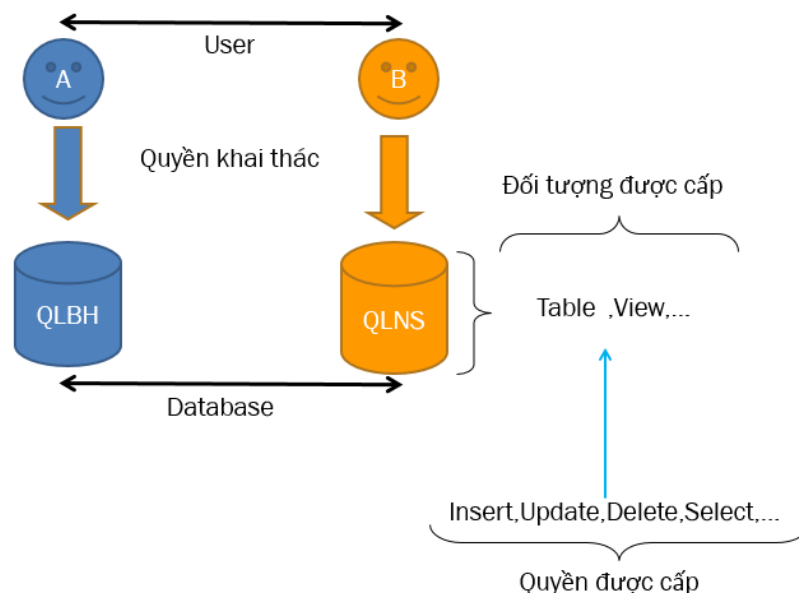 User
A
B
Quyền khai thác
Đối tượng được cấp
QLBH
QLNS
Table ,View,...
Database
Insert,Update,Delete,Select,...
Quyền được cấp